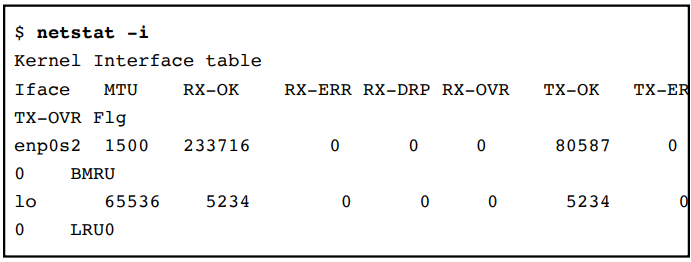 $ netstat -i
Kernel Interface table
Iface MTU RX-OK RX-ERR RX-DRP RX-OVR TX-OK TX-ER
TX-OVR Flg
enp0s2 1500 233716 0 0 0 80587 0
0 BMRU
lo 65536 5234 0 0 0 5234 0
0 LRU0